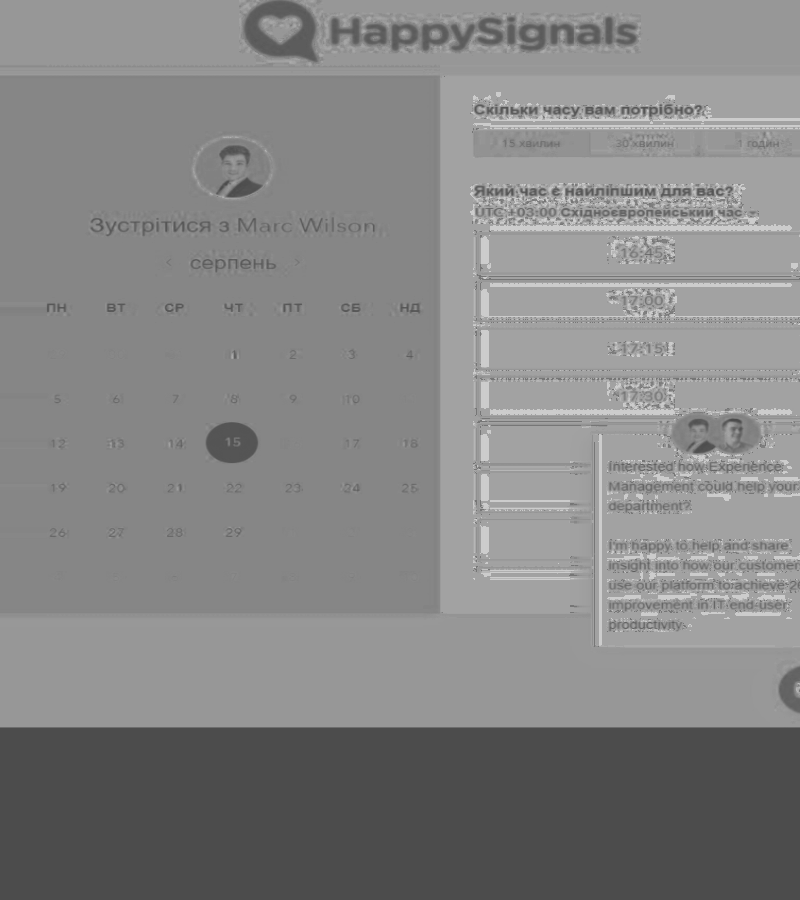 HappySignals
Зустрітися з Marc Wilson
серпень
ПН ВТ СР ЧТ ПТ СБ НД
1 2 3 4
5 6 7 8 9 10
12 13 14 15 17 18
19 20 21 22 23 24 25
26 27 28 29
Скільки часу вам потрібно?
15 хвилин 30 хвилин 1 годин
Який час є найліпшим для вас?
UTC +03:00 Східноєвропейський час
16:45
17:00
17:15
17:30
Interested how Experience
Management could help your
department?
I'm happy to help and share
insight into how our customer
use our platform to achieve 2
improvement in IT end-user
productivity